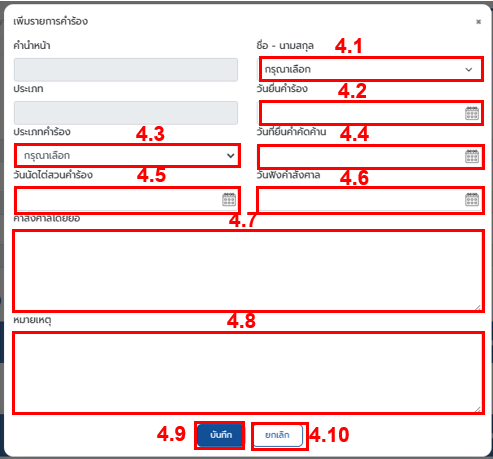 เพิ่มรายการคำร้อง ×
คำนำหน้า ชื่อ - นามสกุล 4.1
กรุณาเลือก
ประเภท วันยื่นคำร้อง 4.2
ประเภทคำร้อง 4.3 วันที่ยื่นคำคัดค้าน 4.4
กรุณาเลือก
วันนัดไต่สวนคำร้อง 4.5 วันฟังคำสั่งศาล 4.6
คำสั่งศาลโดยย่อ 4.7
หมายเหตุ 4.8
4.9 บันทึก ยกเลิก 4.10